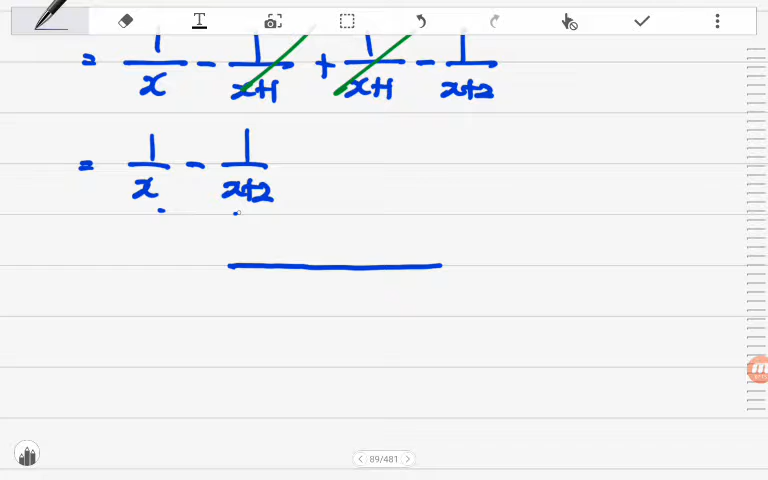 T
= 1/x - 1/x+1 + 1/x+1 - 1/x+2
= 1/x - 1/x+2
89/481